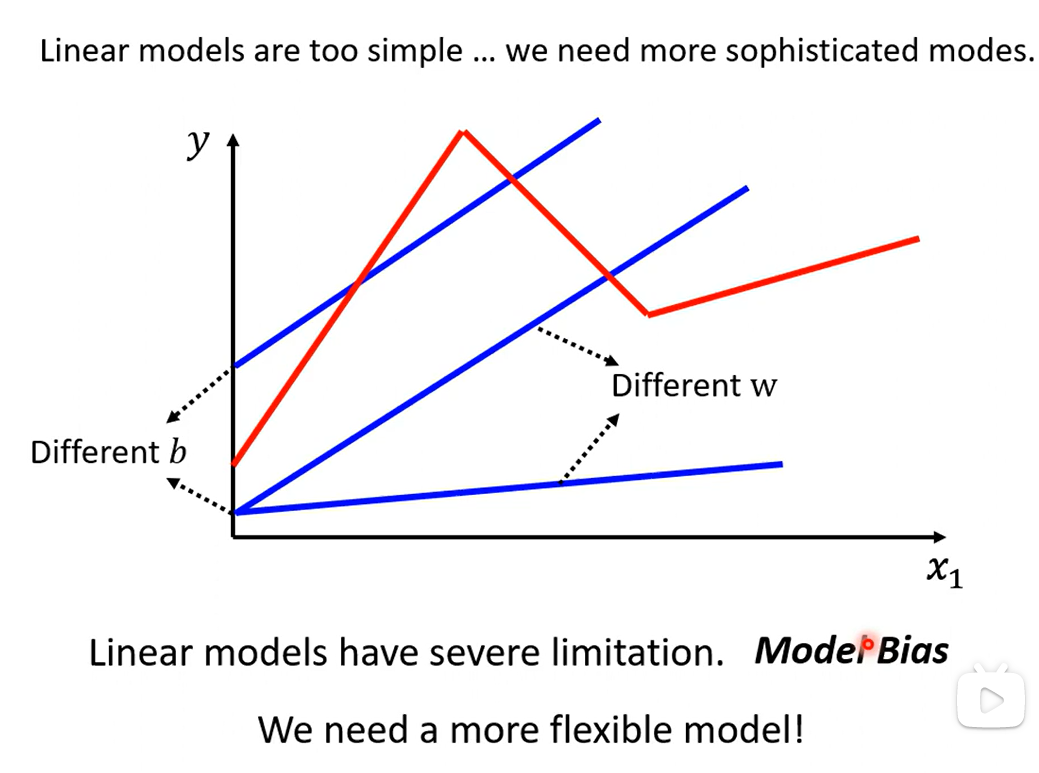 Linear models are too simple … we need more sophisticated modes.
y
Different w
Different b
x₁
Linear models have severe limitation. Model Bias
We need a more flexible model!